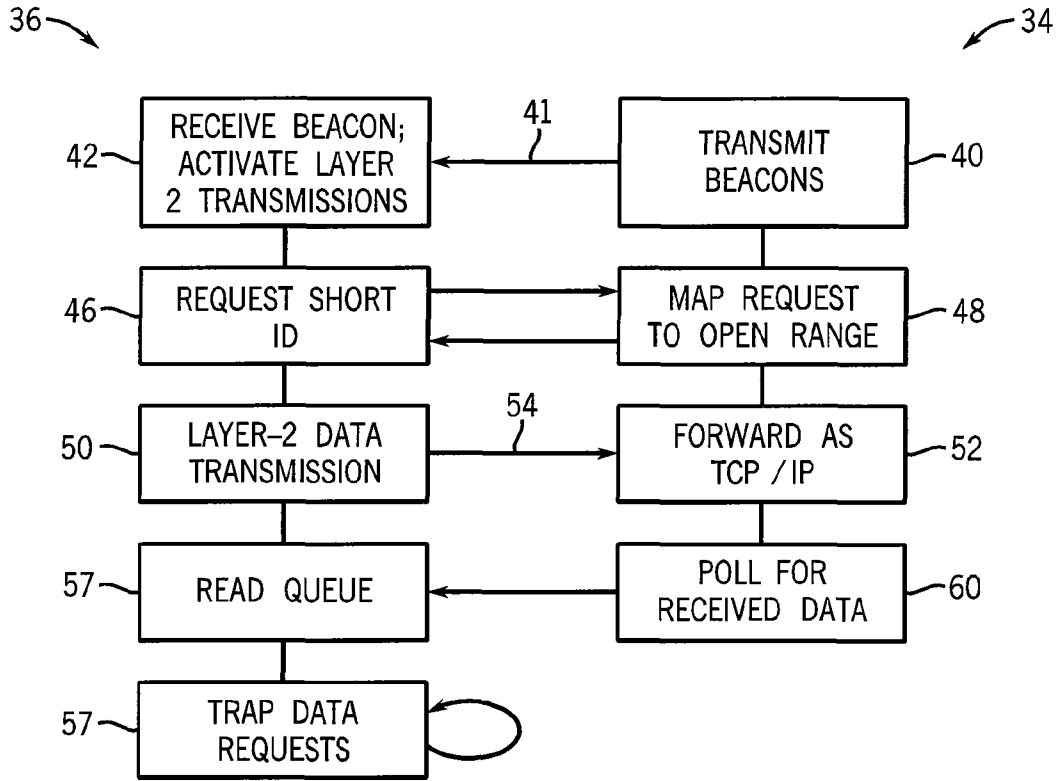 36
34
41
42
RECEIVE BEACON;
ACTIVATE LAYER
2 TRANSMISSIONS
TRANSMIT
BEACONS
40
46
REQUEST SHORT
ID
MAP REQUEST
TO OPEN RANGE
48
50
LAYER–2 DATA
TRANSMISSION
54
FORWARD AS
TCP / IP
52
57
READ QUEUE
POLL FOR
RECEIVED DATA
60
57
TRAP DATA
REQUESTS